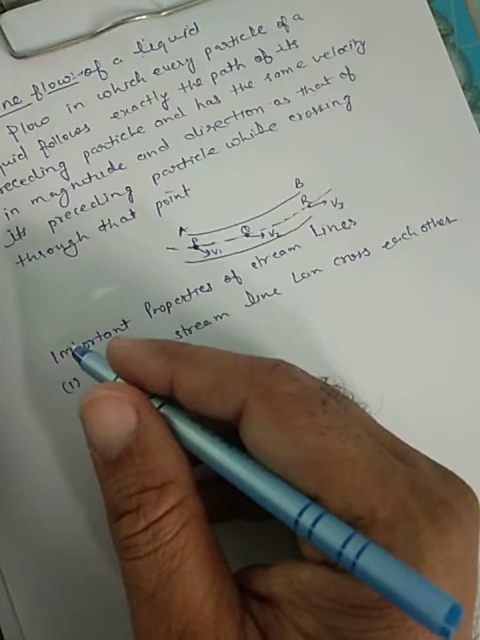 ne flow:- of a liquid
Flow in which every particle of a
quid follows exactly the path of its
receding particle and has the same velocity
in magnitude and direction as that of
its preceding particle while crossing
through that point
A B
P Q R
V1 V2 V3
Important Properties of stream Lines
(1) stream line can cross each other